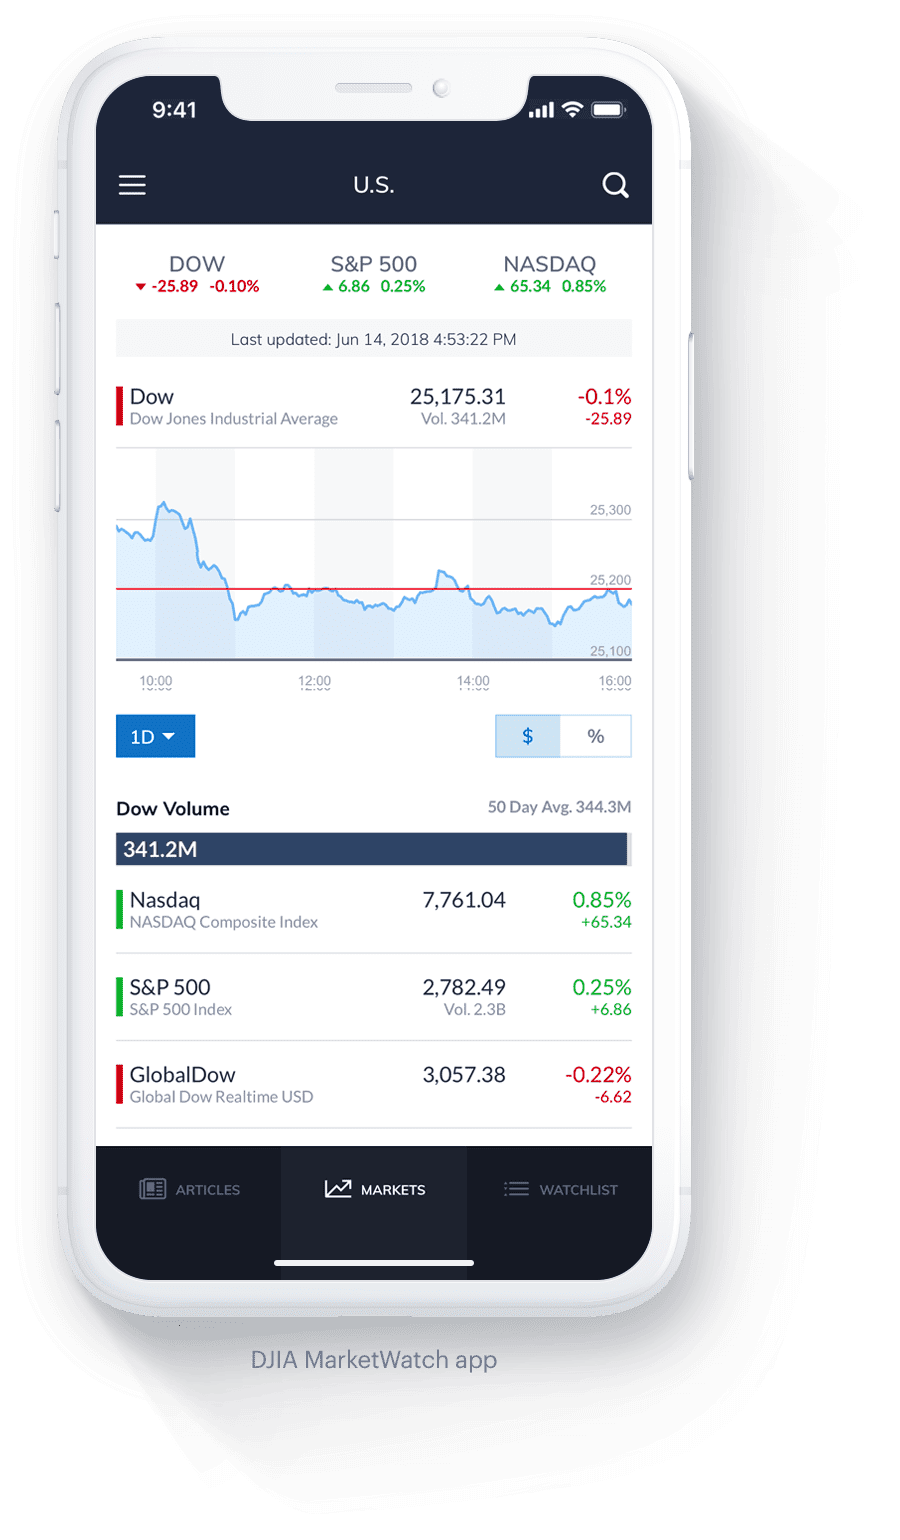 9:41
U.S.
DOW S&P 500 NASDAQ
-25.89 -0.10% 6.86 0.25% 65.34 0.85%
Last updated: Jun 14, 2018 4:53:22 PM
Dow 25,175.31 -0.1%
Dow Jones Industrial Average Vol. 341.2M -25.89
25,300
25,200
25,100
10:00 12:00 14:00 16:00
1D $ %
Dow Volume 50 Day Avg. 344.3M
341.2M
Nasdaq 7,761.04 0.85%
NASDAQ Composite Index +65.34
S&P 500 2,782.49 0.25%
S&P 500 Index Vol. 2.3B +6.86
GlobalDow 3,057.38 -0.22%
Global Dow Realtime USD -6.62
ARTICLES MARKETS WATCHLIST
DJIA MarketWatch app